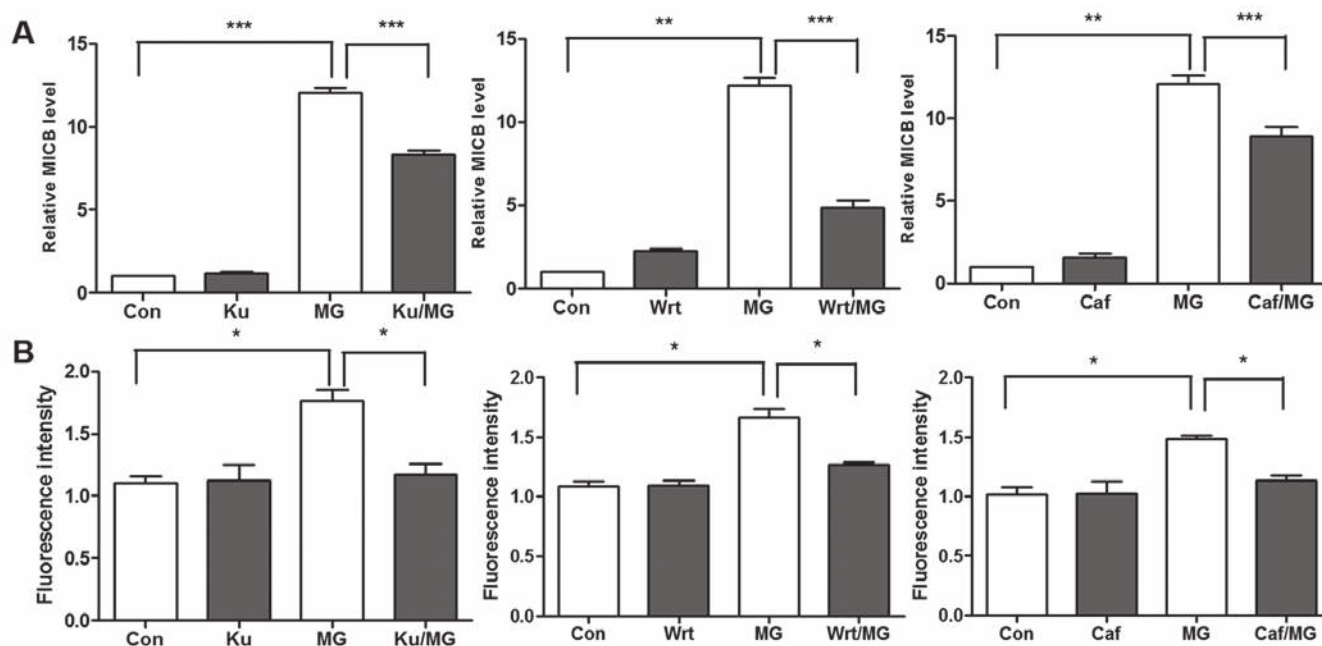 A
*** ***
Relative MICB level
15
10
5
0
Con Ku MG Ku/MG
** ***
Relative MICB level
15
10
5
0
Con Wrt MG Wrt/MG
** ***
Relative MICB level
15
10
5
0
Con Caf MG Caf/MG
B
* *
Fluorescence intensity
2.0
1.5
1.0
0.5
0.0
Con Ku MG Ku/MG
* *
Fluorescence intensity
2.0
1.5
1.0
0.5
0.0
Con Wrt MG Wrt/MG
* *
Fluorescence intensity
2.0
1.5
1.0
0.5
0.0
Con Caf MG Caf/MG